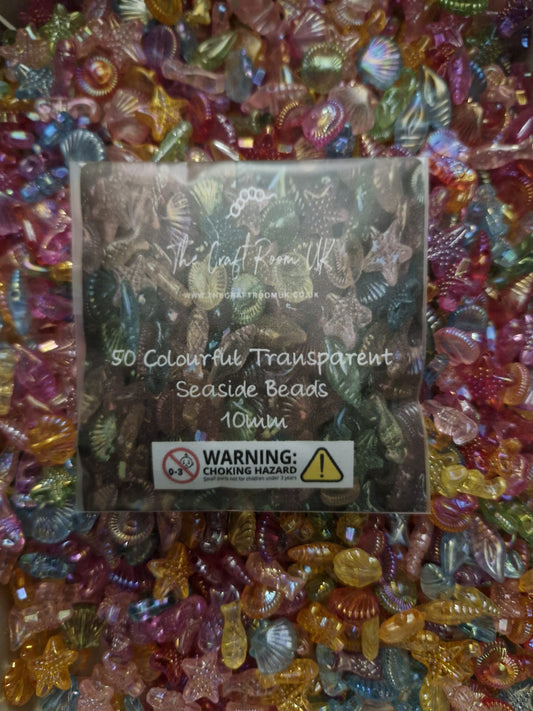 The Craft Room UK
WWW.THECRAFTROOMUK.CO.UK
50 Colourful Transparent
Seaside Beads
10mm
0-3
WARNING:
CHOKING HAZARD
Small parts not for children under 3 years